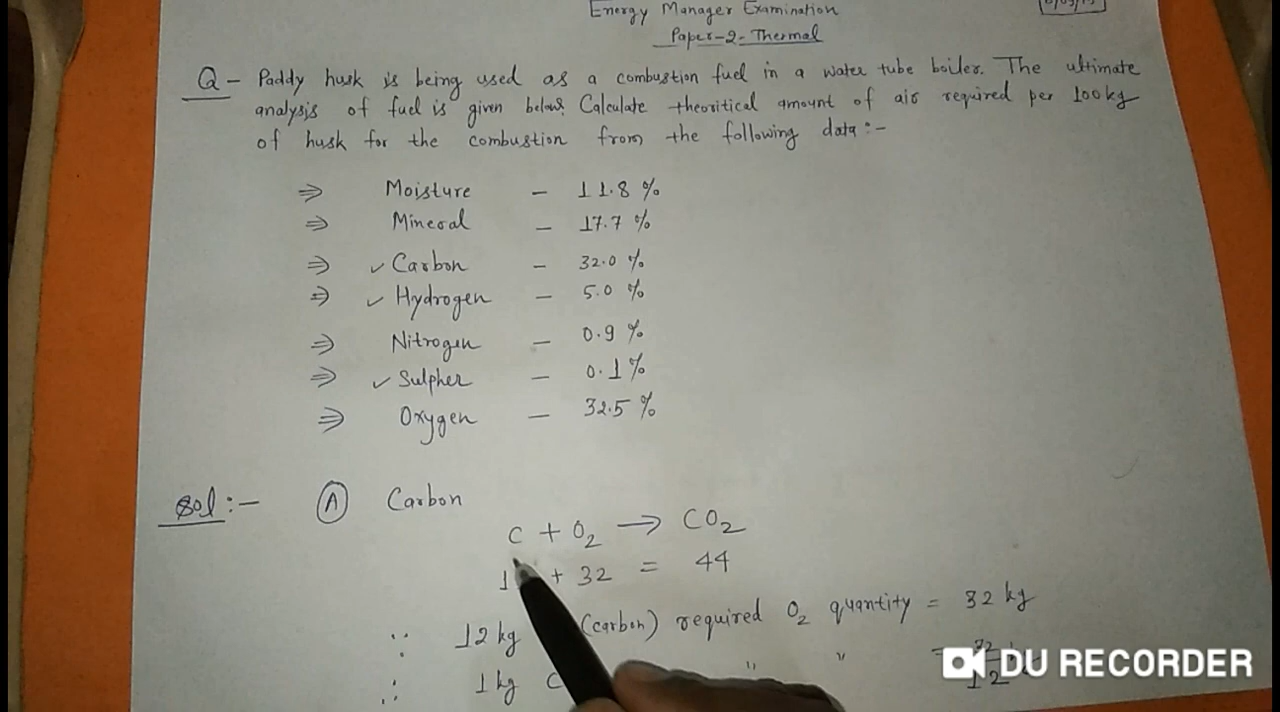 Energy Manager Examination
Paper-2-Thermal
Q - Paddy husk is being used as a combustion fuel in a water tube boiler. The ultimate
analysis of fuel is given below. Calculate theoritical amount of air required per 100 kg
of husk for the combustion from the following data :-
⇒ Moisture - 11.8 %
⇒ Mineral - 17.7 %
⇒ ✓ Carbon - 32.0 %
⇒ ✓ Hydrogen - 5.0 %
⇒ Nitrogen - 0.9 %
⇒ ✓ Sulpher - 0.1 %
⇒ Oxygen - 32.5 %
Sol :- (A) Carbon
C + O₂ → CO₂
1 + 32 = 44
∵ 12 kg (carbon) required O₂ quantity = 32 kg
∴ 1 kg C " " =
DU RECORDER